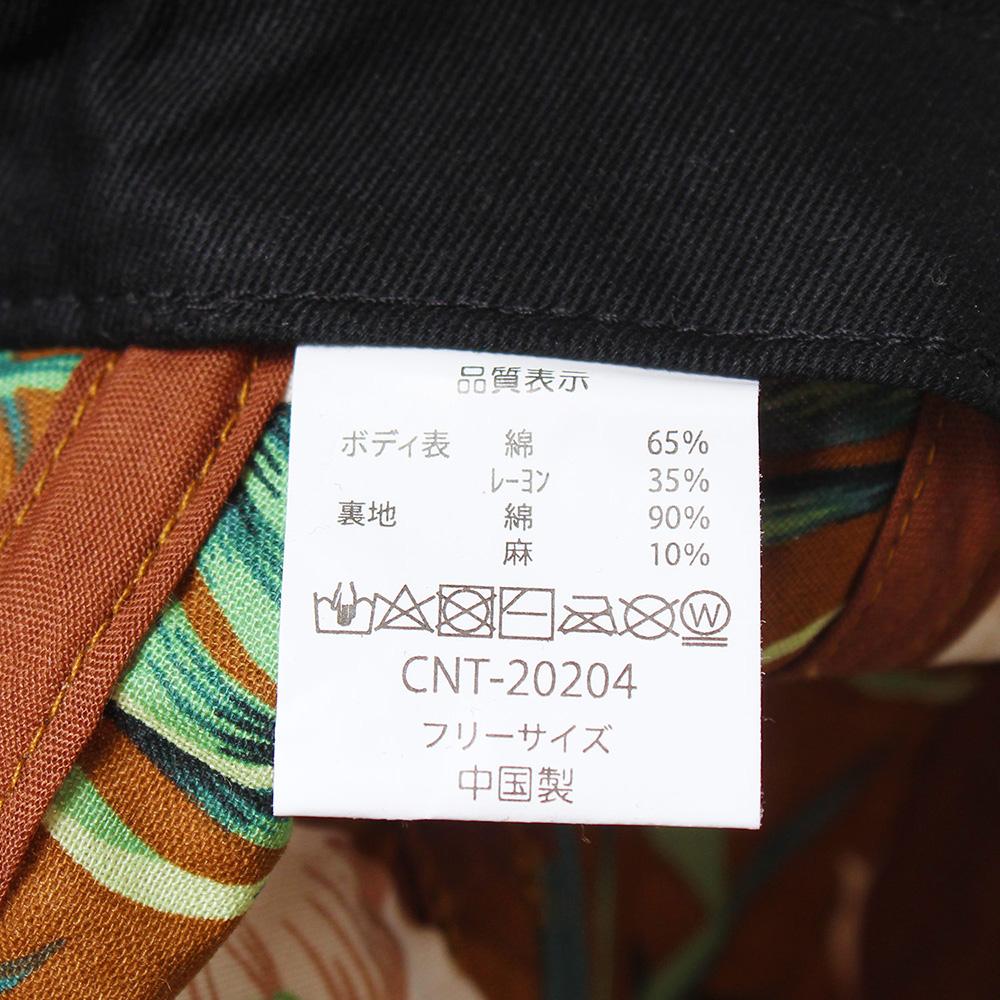 品質表示
ボディ表 綿 65%
レーヨン 35%
裏地 綿 90%
麻 10%
W
CNT-20204
フリーサイズ
中国製